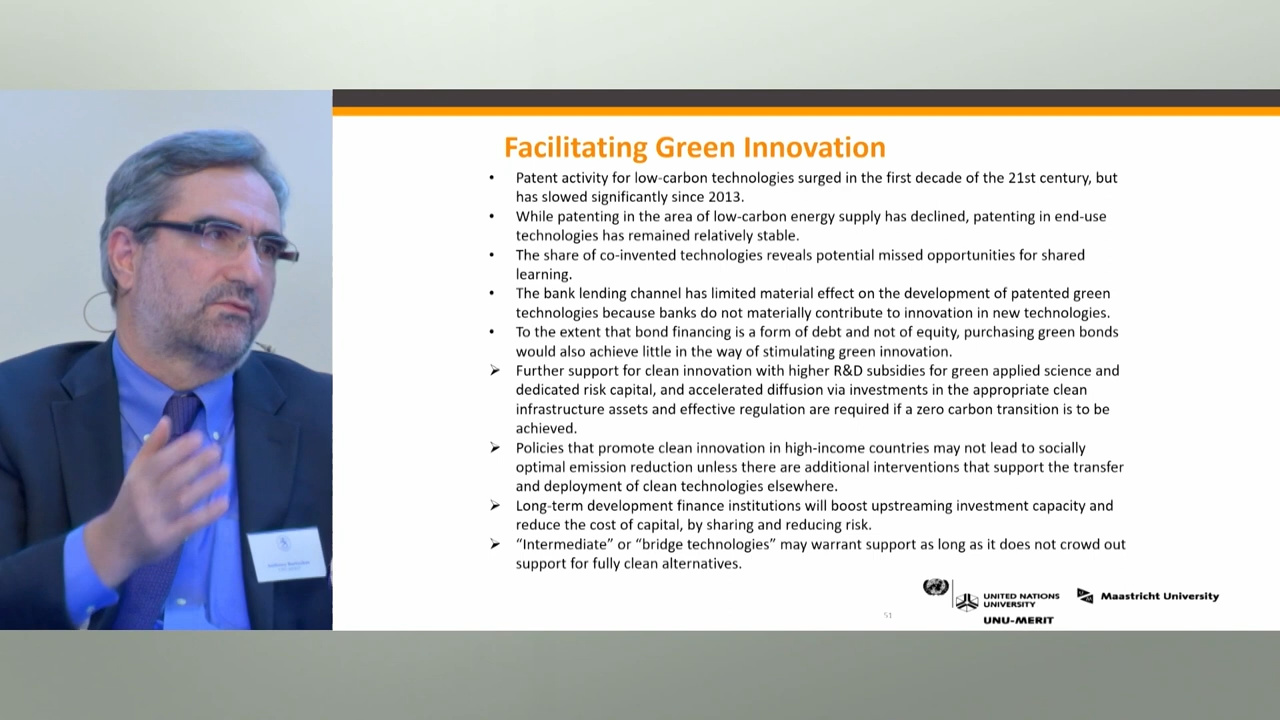 Facilitating Green Innovation
• Patent activity for low-carbon technologies surged in the first decade of the 21st century, but
has slowed significantly since 2013.
• While patenting in the area of low-carbon energy supply has declined, patenting in end-use
technologies has remained relatively stable.
• The share of co-invented technologies reveals potential missed opportunities for shared
learning.
• The bank lending channel has limited material effect on the development of patented green
technologies because banks do not materially contribute to innovation in new technologies.
• To the extent that bond financing is a form of debt and not of equity, purchasing green bonds
would also achieve little in the way of stimulating green innovation.
➢ Further support for clean innovation with higher R&D subsidies for green applied science and
dedicated risk capital, and accelerated diffusion via investments in the appropriate clean
infrastructure assets and effective regulation are required if a zero carbon transition is to be
achieved.
➢ Policies that promote clean innovation in high-income countries may not lead to socially
optimal emission reduction unless there are additional interventions that support the transfer
and deployment of clean technologies elsewhere.
➢ Long-term development finance institutions will boost upstreaming investment capacity and
reduce the cost of capital, by sharing and reducing risk.
➢ “Intermediate” or “bridge technologies” may warrant support as long as it does not crowd out
support for fully clean alternatives.
51
UNITED NATIONS
UNIVERSITY
UNU-MERIT
Maastricht University